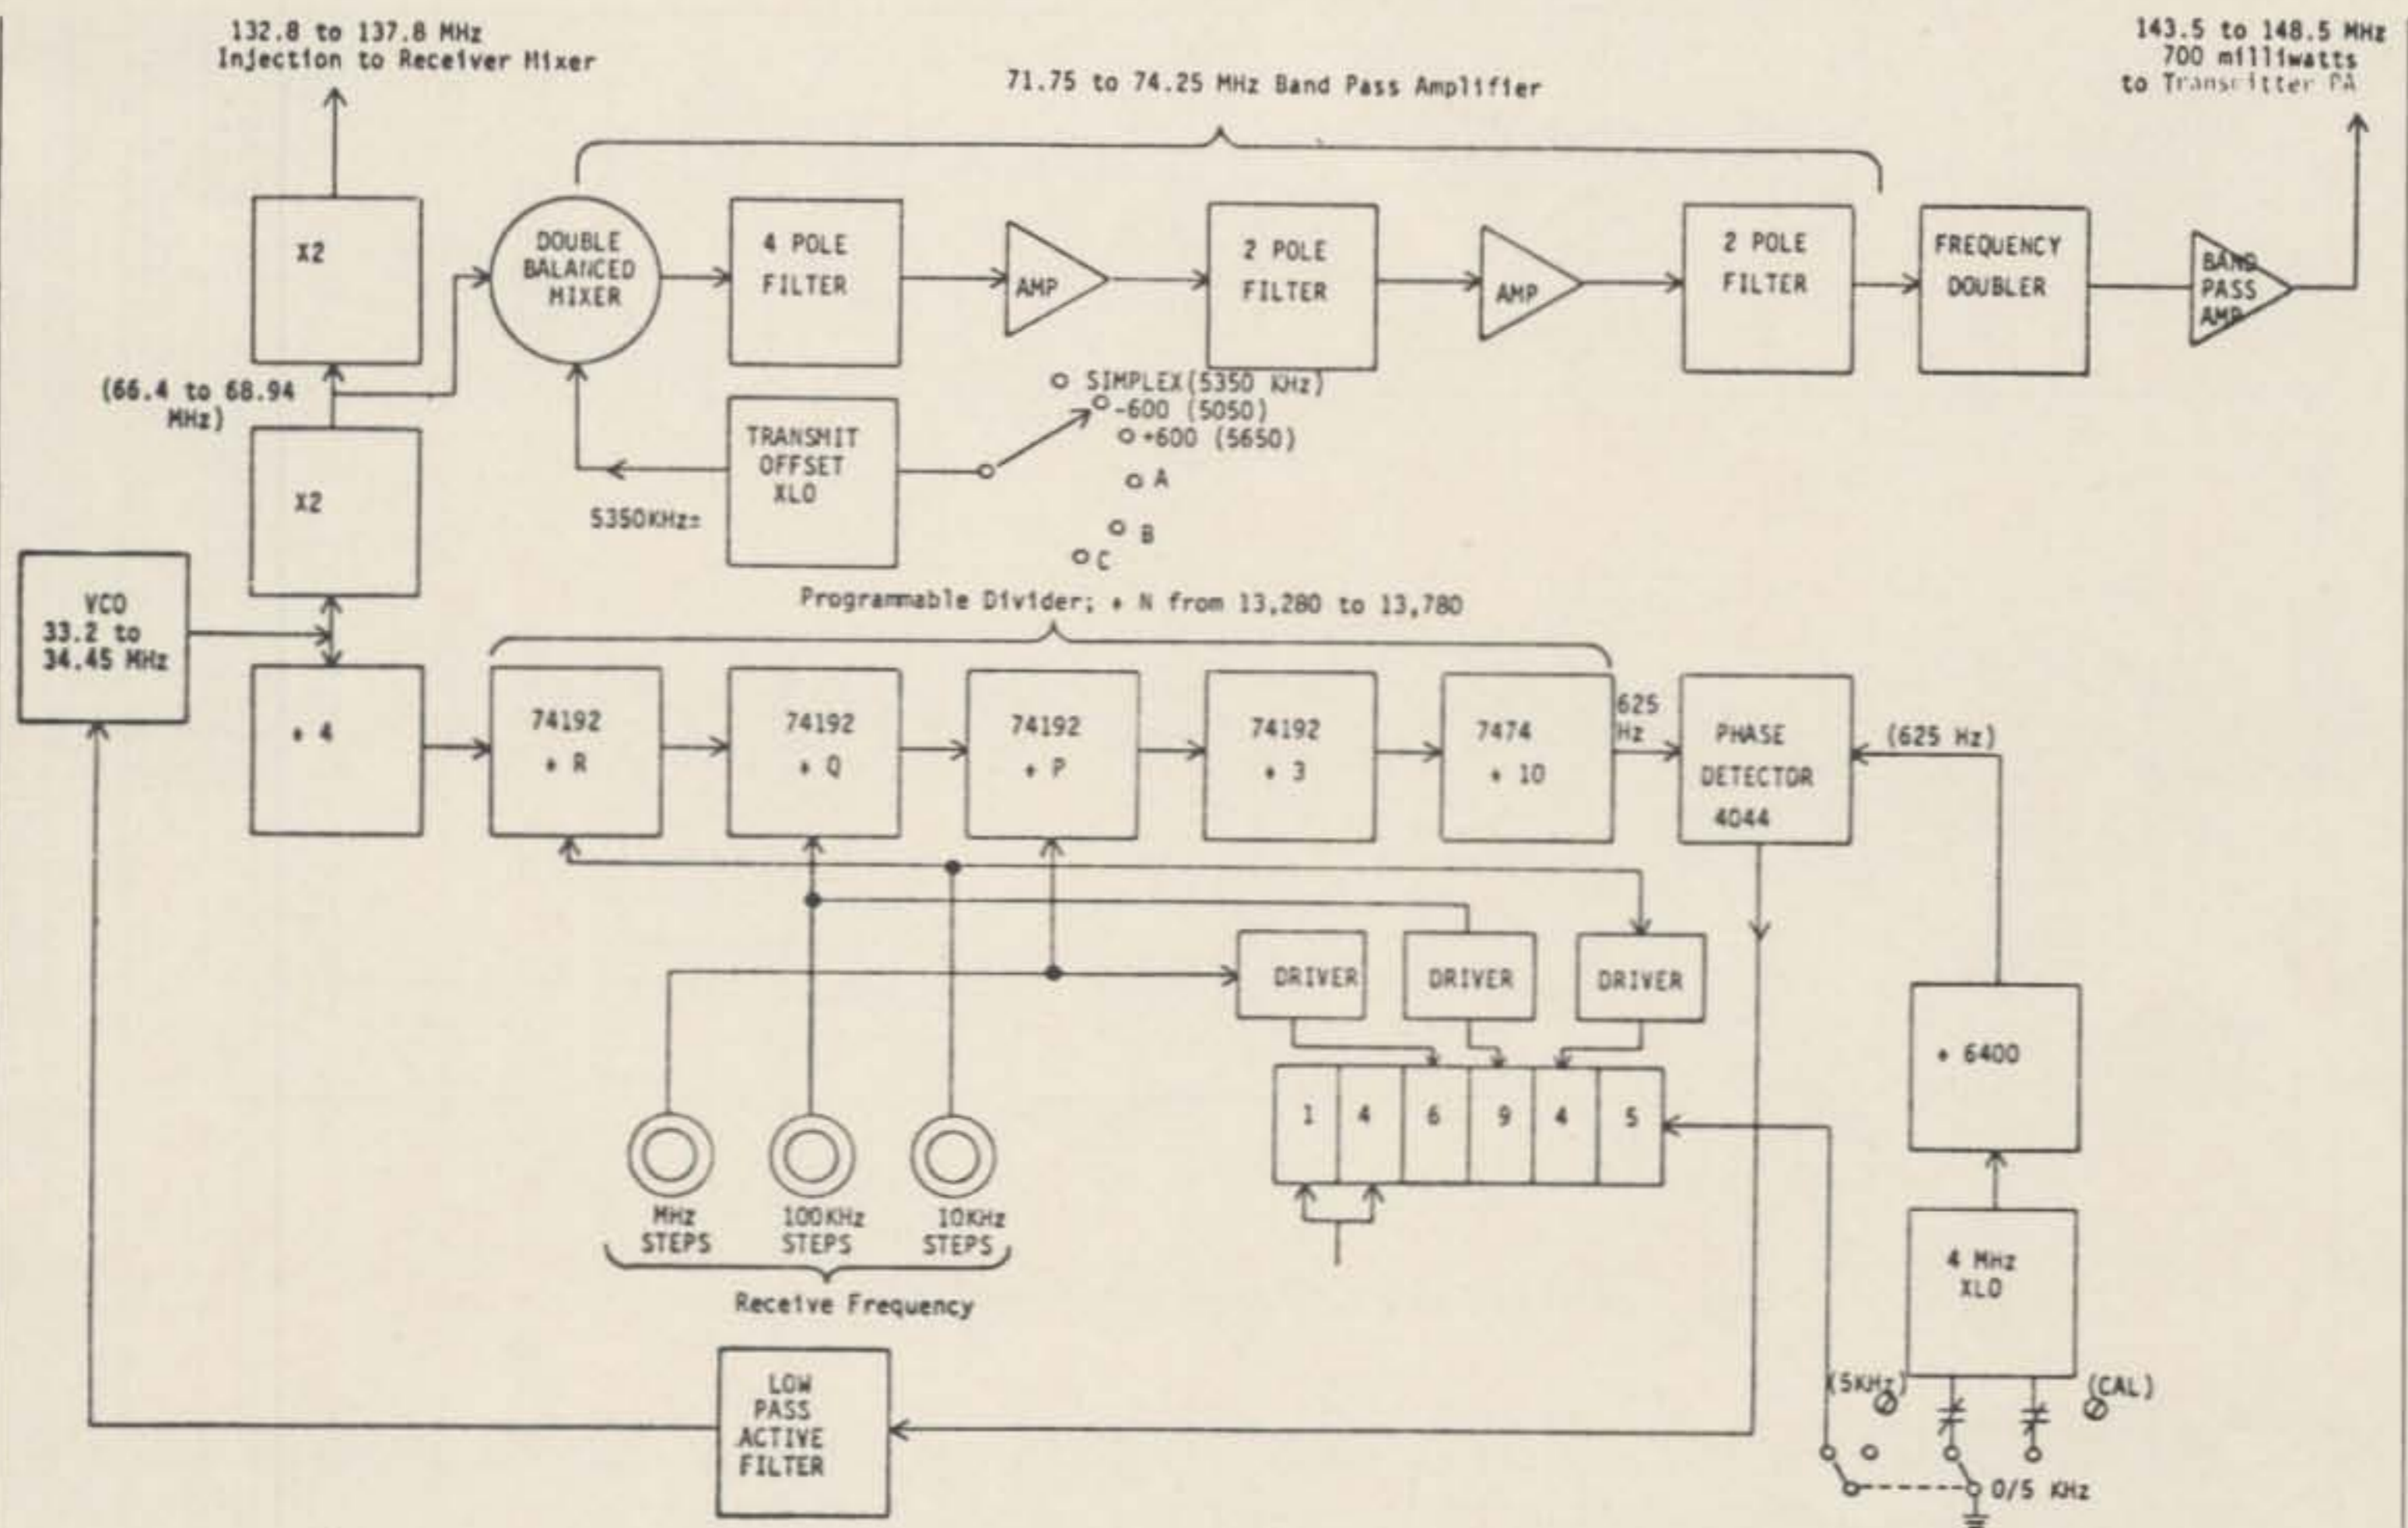 132.8 to 137.8 MHz
Injection to Receiver Mixer
143.5 to 148.5 MHz
700 milliwatts
to Transmitter PA
71.75 to 74.25 MHz Band Pass Amplifier
X2
DOUBLE
BALANCED
MIXER
4 POLE
FILTER
AMP
2 POLE
FILTER
AMP
2 POLE
FILTER
FREQUENCY
DOUBLER
BAND
PASS
AMP
(66.4 to 68.94
MHz)
SIMPLEX(5350 KHz)
-600 (5050)
+600 (5650)
A
B
C
TRANSMIT
OFFSET
XLO
5350KHz±
X2
Programmable Divider; ÷ N from 13,280 to 13,780
VCO
33.2 to
34.45 MHz
÷ 4
74192
÷ R
74192
÷ Q
74192
÷ P
74192
÷ 3
7474
÷ 10
625
Hz
PHASE
DETECTOR
4044
(625 Hz)
DRIVER
DRIVER
DRIVER
÷ 6400
1 4 6 9 4 5
MHz
STEPS
100KHz
STEPS
10KHz
STEPS
Receive Frequency
4 MHz
XLO
LOW
PASS
ACTIVE
FILTER
(5KHz)
(CAL)
0/5 KHz